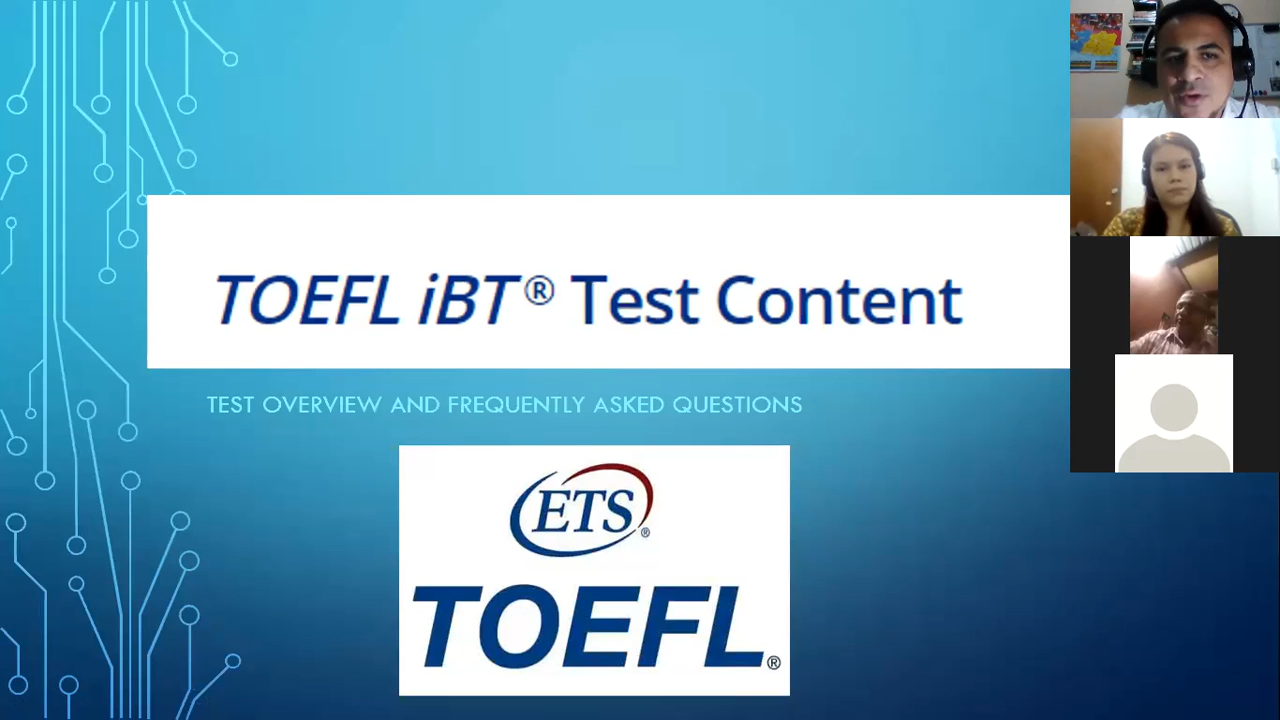 TOEFL iBT® Test Content
TEST OVERVIEW AND FREQUENTLY ASKED QUESTIONS
ETS®
TOEFL®